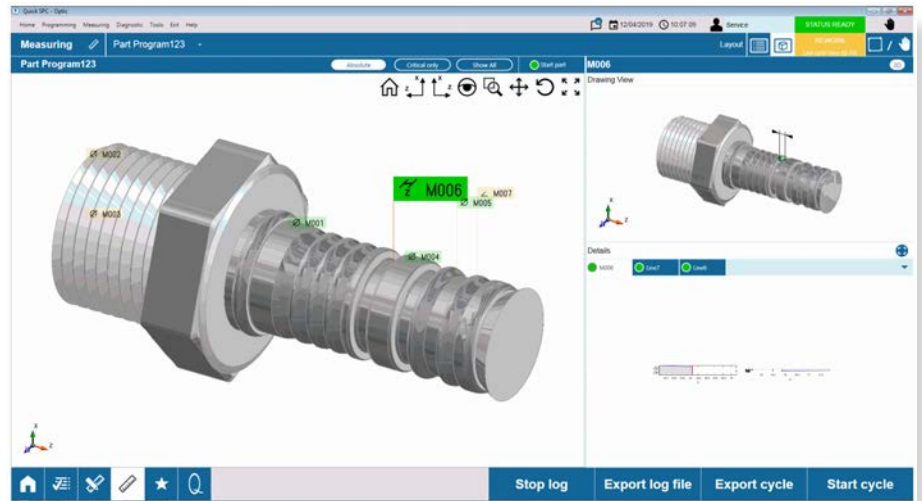 Quick SPC - Optic
Home Programming Measuring Diagnostic Tools Exit Help
12/04/2019 10:07:09 Service STATUS READY
Measuring Part Program123 Layout
Part Program123 Absolute Critical only Show All Start part M006 3D
Drawing View
M002
M006
M007
M005
M003
M001
M004
X
Z
Details
M006 Line7 Line6
Stop log Export log file Export cycle Start cycle